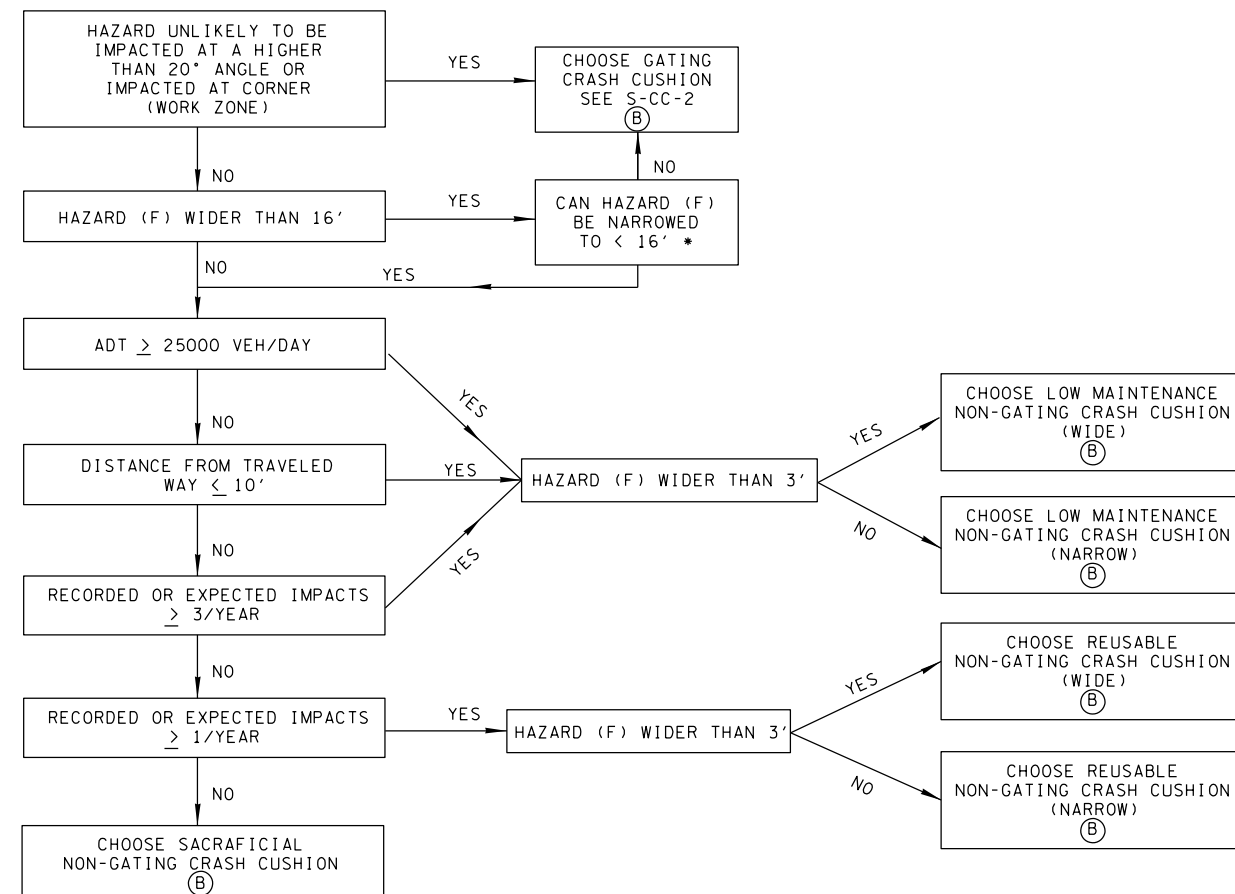 HAZARD UNLIKELY TO BE
IMPACTED AT A HIGHER
THAN 20° ANGLE OR
IMPACTED AT CORNER
(WORK ZONE)
YES
CHOOSE GATING
CRASH CUSHION
SEE S-CC-2
B
NO
NO
HAZARD (F) WIDER THAN 16'
YES
CAN HAZARD (F)
BE NARROWED
TO < 16' *
NO
YES
ADT ≥ 25000 VEH/DAY
YES
NO
DISTANCE FROM TRAVELED
WAY ≤ 10'
YES
HAZARD (F) WIDER THAN 3'
YES
CHOOSE LOW MAINTENANCE
NON-GATING CRASH CUSHION
(WIDE)
B
NO
CHOOSE LOW MAINTENANCE
NON-GATING CRASH CUSHION
(NARROW)
B
NO
RECORDED OR EXPECTED IMPACTS
≥ 3/YEAR
YES
NO
RECORDED OR EXPECTED IMPACTS
≥ 1/YEAR
YES
HAZARD (F) WIDER THAN 3'
YES
CHOOSE REUSABLE
NON-GATING CRASH CUSHION
(WIDE)
B
NO
CHOOSE REUSABLE
NON-GATING CRASH CUSHION
(NARROW)
B
NO
CHOOSE SACRAFICIAL
NON-GATING CRASH CUSHION
B